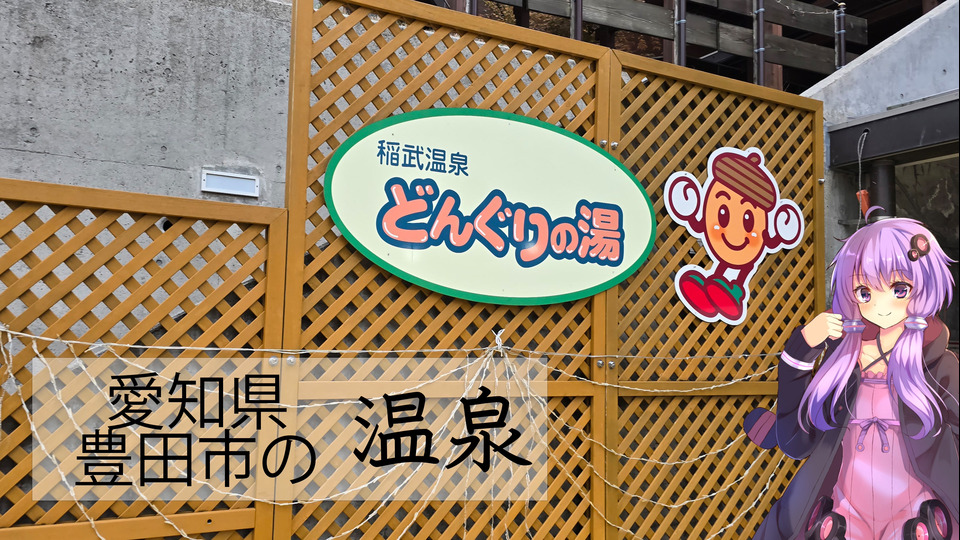 稲武温泉
どんぐりの湯
愛知県
豊田市の
温泉